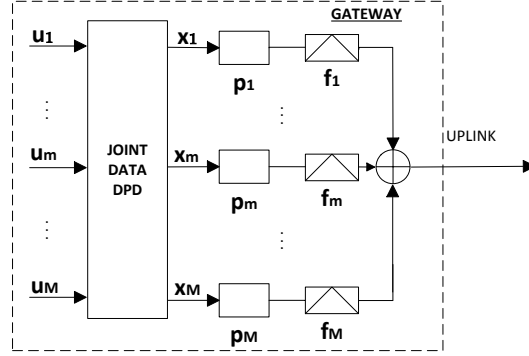 GATEWAY
u1 x1 p1 f1
UPLINK
JOINT
DATA
DPD
um xm pm fm
uM xM pM fM